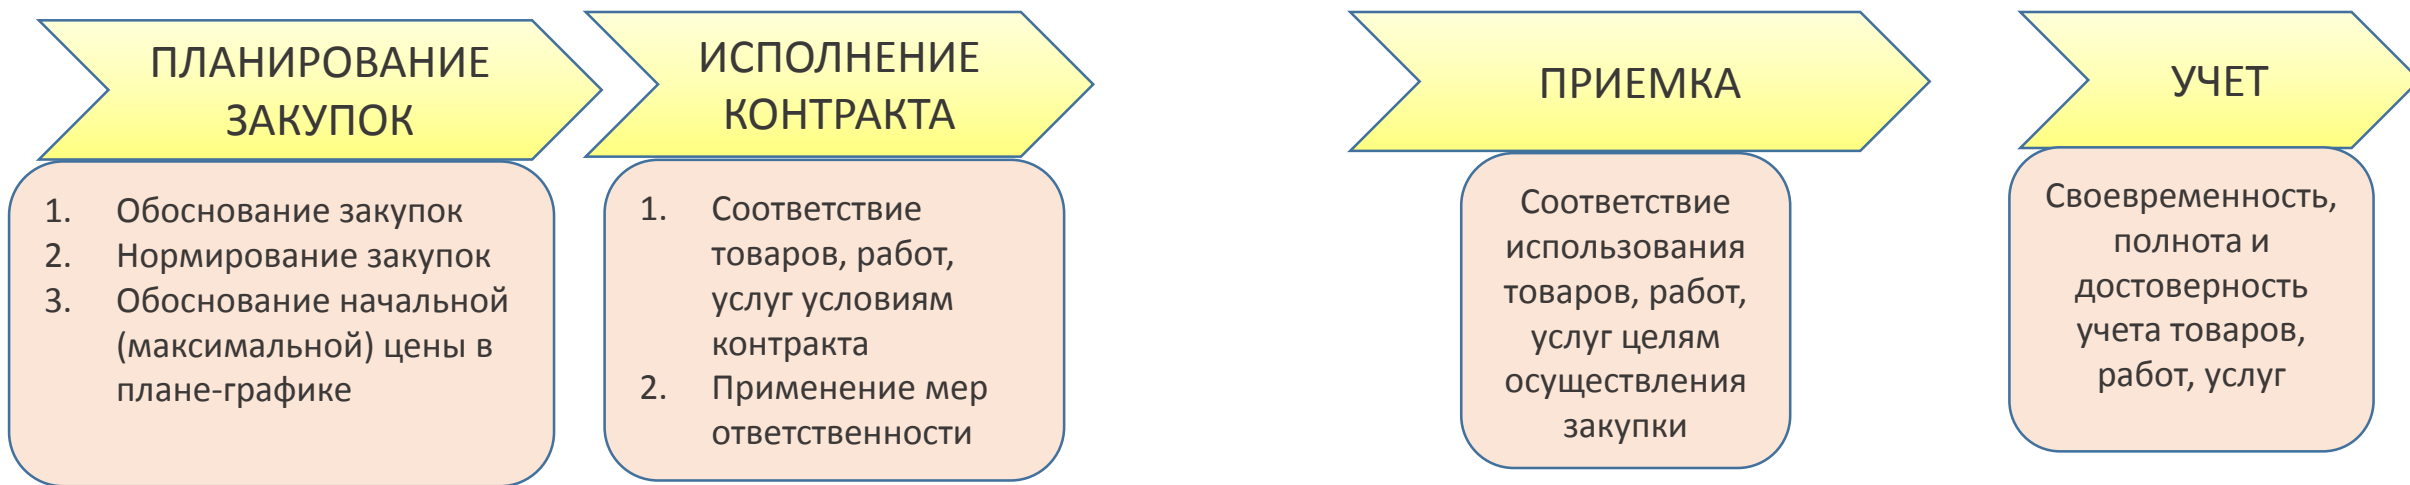 ПЛАНИРОВАНИЕ
ЗАКУПОК
1. Обоснование закупок
2. Нормирование закупок
3. Обоснование начальной
(максимальной) цены в
плане-графике
ИСПОЛНЕНИЕ
КОНТРАКТА
1. Соответствие
товаров, работ,
услуг условиям
контракта
2. Применение мер
ответственности
ПРИЕМКА
Соответствие
использования
товаров, работ,
услуг целям
осуществления
закупки
УЧЕТ
Своевременность,
полнота и
достоверность
учета товаров,
работ, услуг